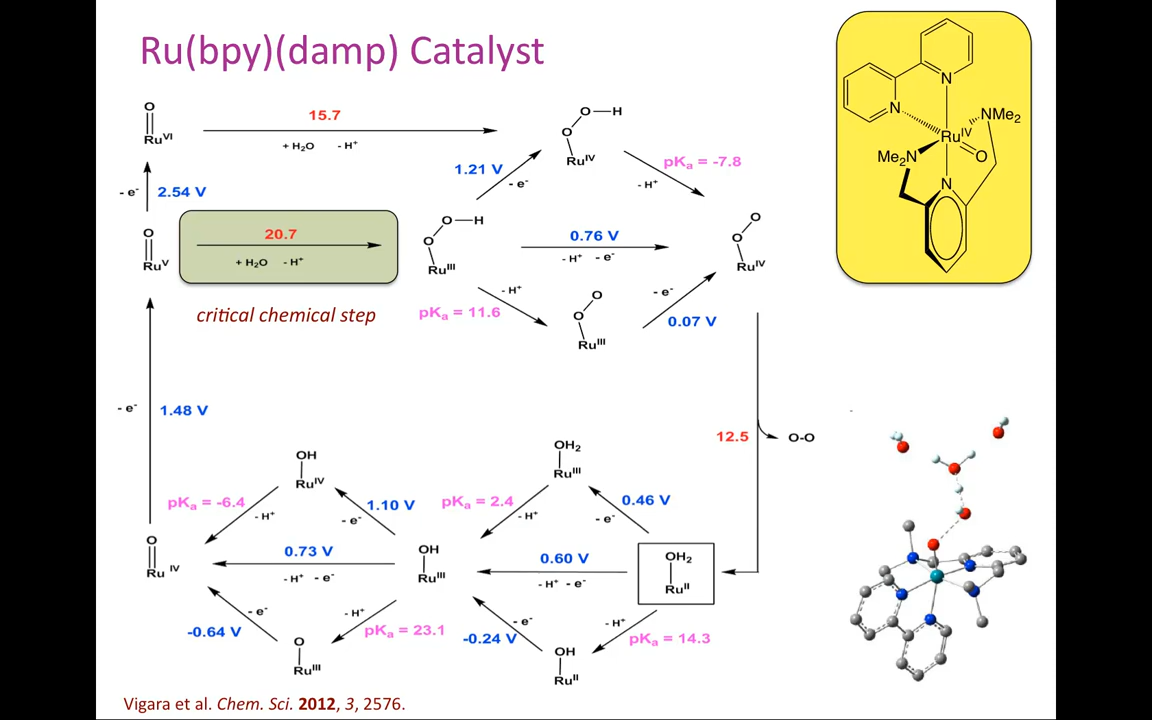 Ru(bpy)(damp) Catalyst
O
Ru^VI
15.7
+ H₂O - H⁺
O—H
O
Ru^IV
1.21 V
- e⁻
pKa = -7.8
- H⁺
- e⁻
2.54 V
O
Ru^V
20.7
+ H₂O - H⁺
critical chemical step
O—H
O
Ru^III
0.76 V
- H⁺ - e⁻
O
O
Ru^IV
- H⁺
pKa = 11.6
O
O
Ru^III
- e⁻
0.07 V
- e⁻
1.48 V
12.5
O-O
OH
Ru^IV
pKa = -6.4
- H⁺
1.10 V
- e⁻
OH₂
Ru^III
pKa = 2.4
- H⁺
0.46 V
- e⁻
O
Ru^IV
0.73 V
- H⁺ - e⁻
OH
Ru^III
0.60 V
- H⁺ - e⁻
OH₂
Ru^II
- e⁻
-0.64 V
- H⁺
pKa = 23.1
O
Ru^III
- e⁻
-0.24 V
- H⁺
pKa = 14.3
OH
Ru^II
N
N
NMe₂
Ru^IV
Me₂N
O
N
Vigara et al. Chem. Sci. 2012, 3, 2576.